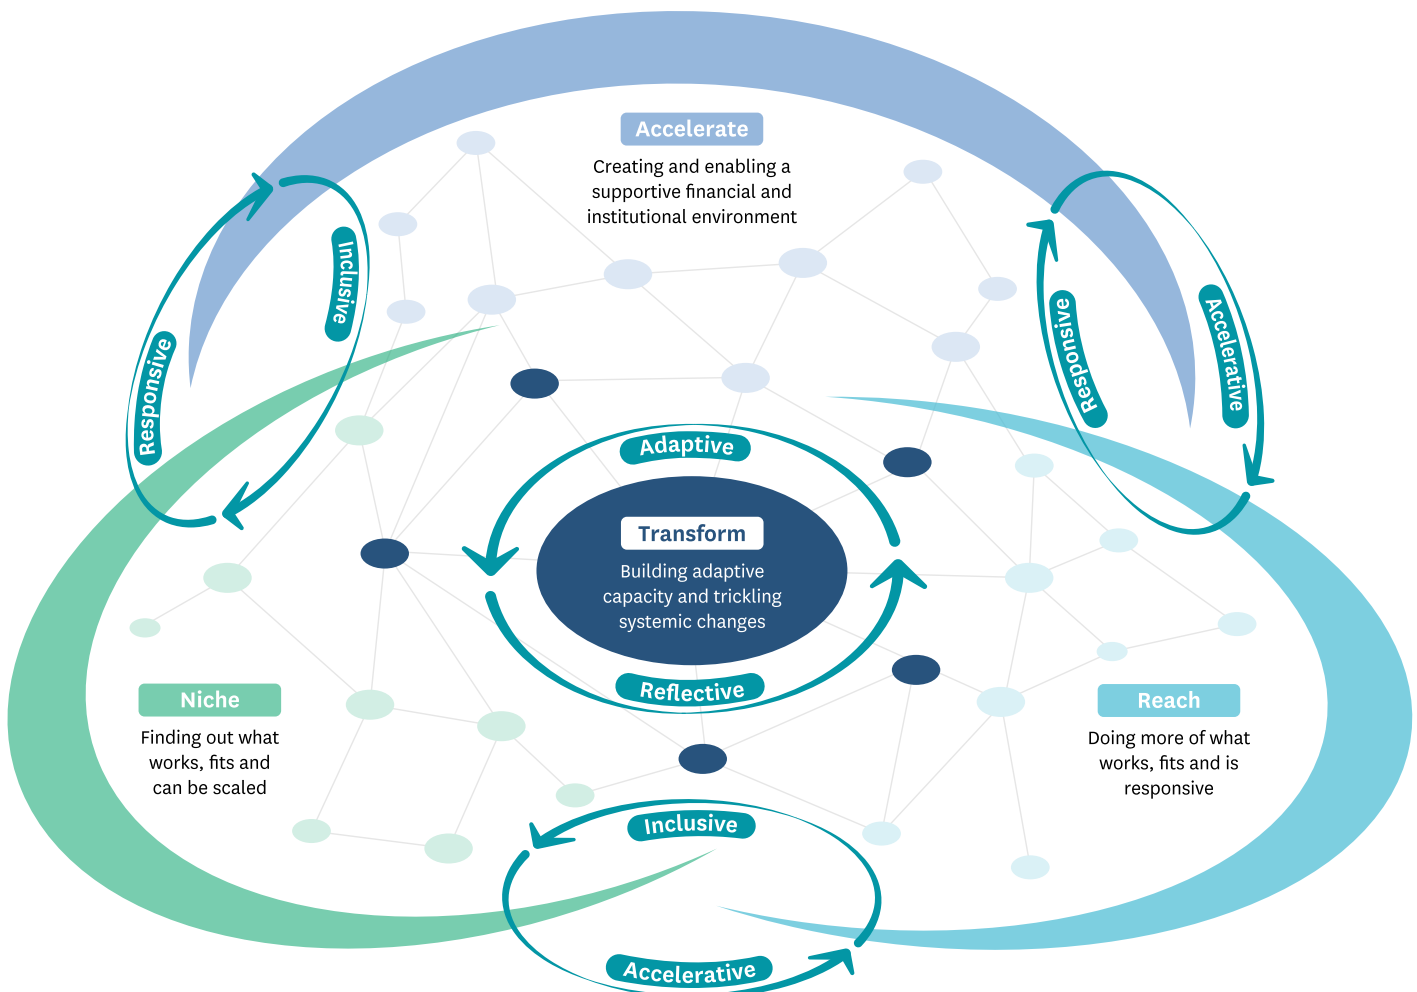 Accelerate
Creating and enabling a
supportive financial and
institutional environment
Inclusive
Responsive
Responsive
Accelerative
Adaptive
Transform
Building adaptive
capacity and trickling
systemic changes
Reflective
Niche
Finding out what
works, fits and
can be scaled
Reach
Doing more of what
works, fits and is
responsive
Inclusive
Accelerative